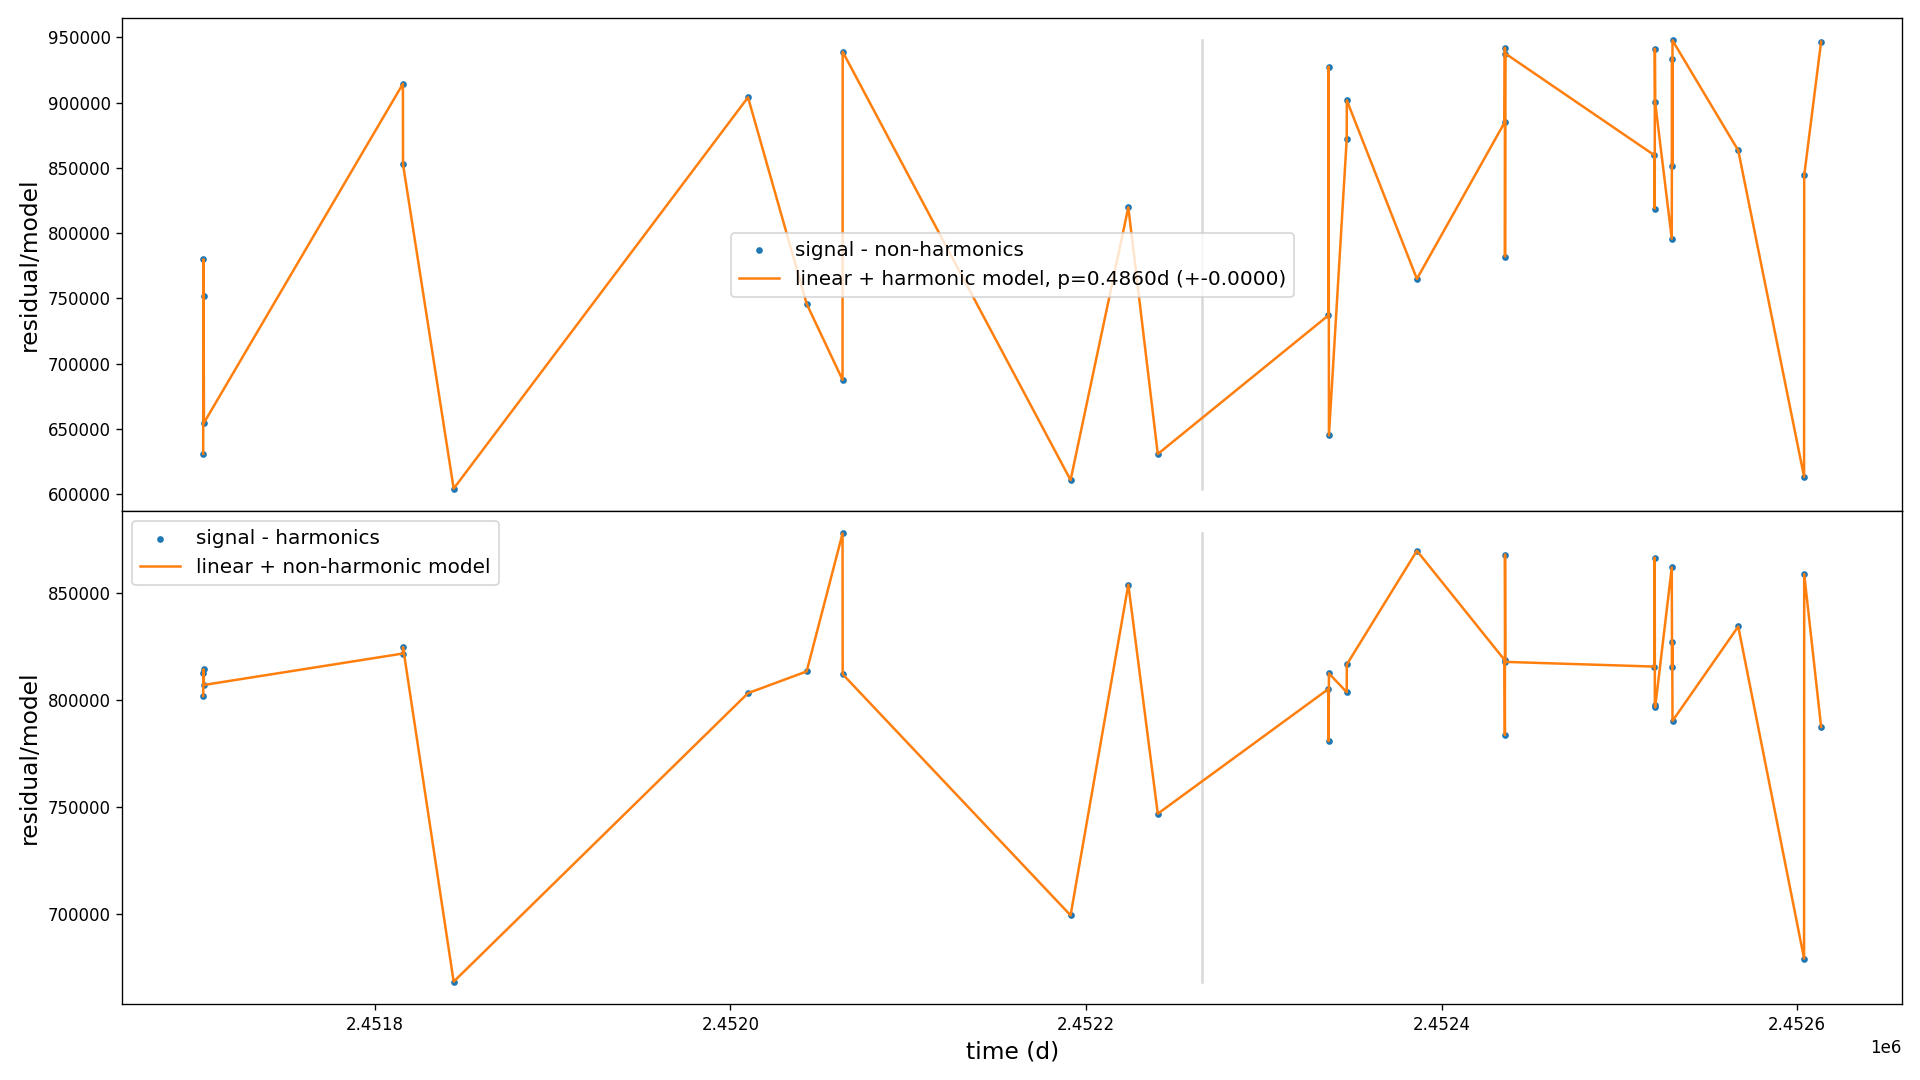 950000
900000
850000
800000
750000
700000
650000
600000
residual/model
signal - non-harmonics
linear + harmonic model, p=0.4860d (+-0.0000)
signal - harmonics
linear + non-harmonic model
850000
800000
750000
700000
residual/model
2.4518
2.4520
2.4522
2.4524
2.4526
time (d)
1e6